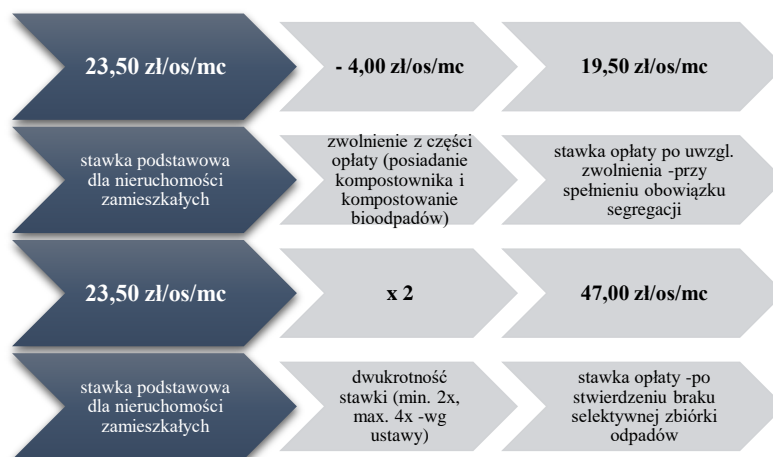 23,50 zł/os/mc
- 4,00 zł/os/mc
19,50 zł/os/mc
stawka podstawowa
dla nieruchomości
zamieszkałych
zwolnienie z części
opłaty (posiadanie
kompostownika i
kompostowanie
bioodpadów)
stawka opłaty po uwzgl.
zwolnienia -przy
spełnieniu obowiązku
segregacji
23,50 zł/os/mc
x 2
47,00 zł/os/mc
stawka podstawowa
dla nieruchomości
zamieszkałych
dwukrotność
stawki (min. 2x,
max. 4x -wg
ustawy)
stawka opłaty -po
stwierdzeniu braku
selektywnej zbiórki
odpadów